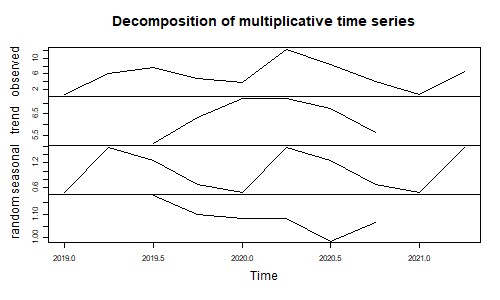 Decomposition of multiplicative time series
observed
2
6
10
trend
5.5
6.5
seasonal
0.6
1.2
random
1.00
1.10
2019.0 2019.5 2020.0 2020.5 2021.0
Time